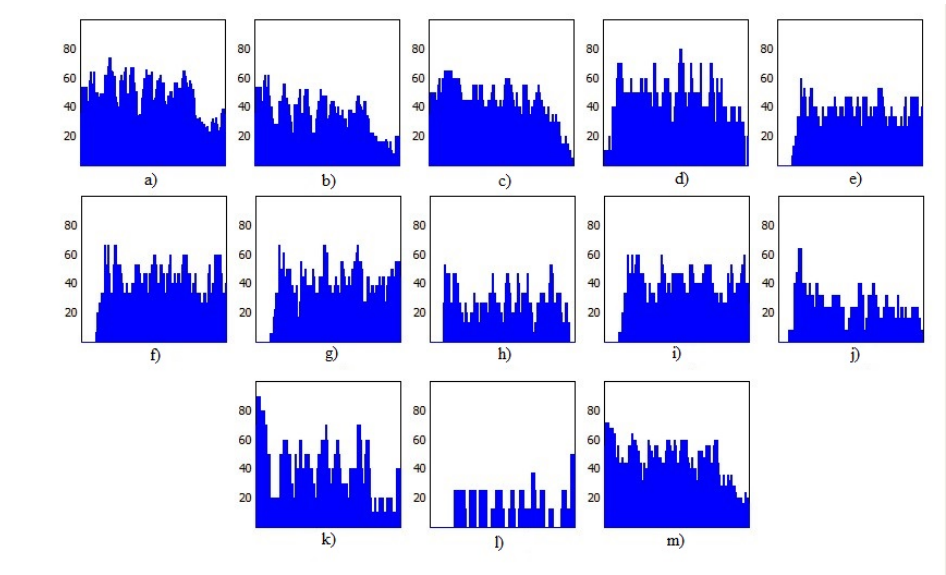 80 80 80 80 80
60 60 60 60 60
40 40 40 40 40
20 20 20 20 20
a) b) c) d) e)
80 80 80 80 80
60 60 60 60 60
40 40 40 40 40
20 20 20 20 20
f) g) h) i) j)
80 80 80
60 60 60
40 40 40
20 20 20
k) l) m)